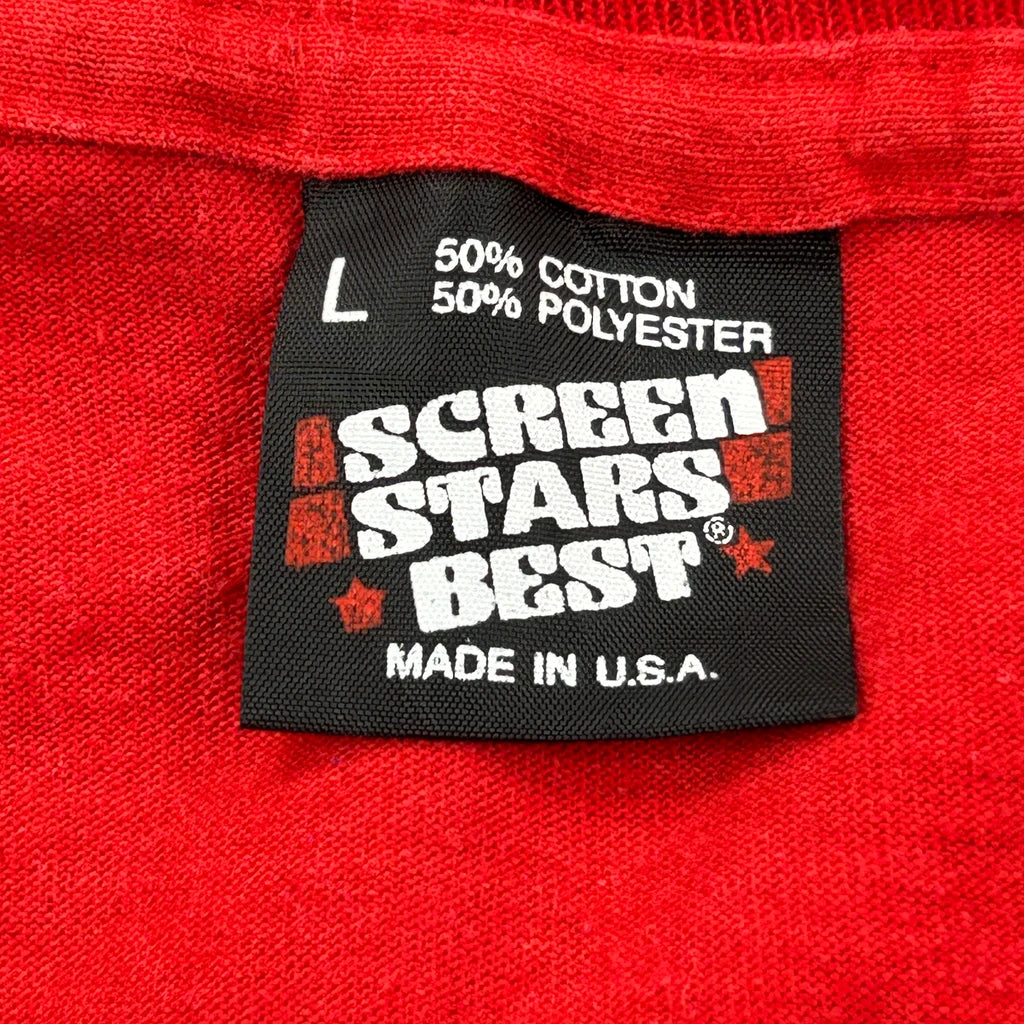 L
50% COTTON
50% POLYESTER
SCREEN
STARS
BEST®
MADE IN U.S.A.